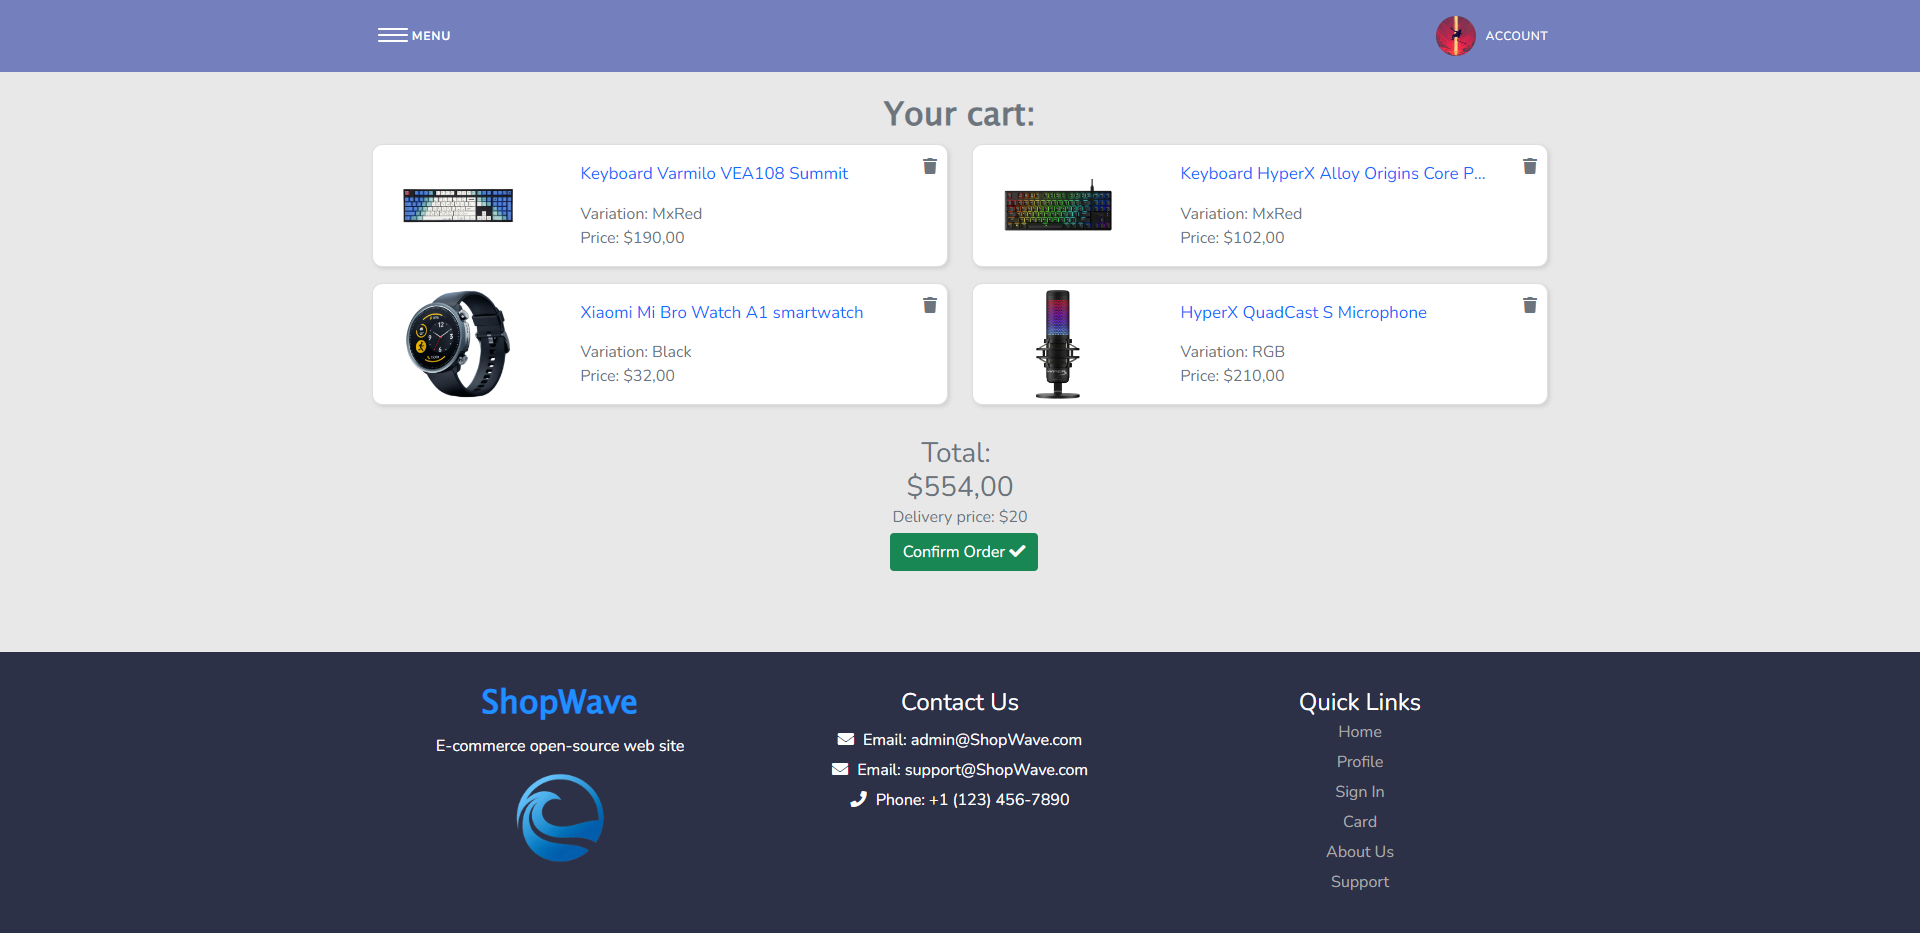 MENU
ACCOUNT
Your cart:
Keyboard Varmilo VEA108 Summit
Variation: MxRed
Price: $190,00
Keyboard HyperX Alloy Origins Core P...
Variation: MxRed
Price: $102,00
Xiaomi Mi Bro Watch A1 smartwatch
Variation: Black
Price: $32,00
HyperX QuadCast S Microphone
Variation: RGB
Price: $210,00
Total:
$554,00
Delivery price: $20
Confirm Order
ShopWave
E-commerce open-source web site
Contact Us
Email: admin@ShopWave.com
Email: support@ShopWave.com
Phone: +1 (123) 456-7890
Quick Links
Home
Profile
Sign In
Card
About Us
Support